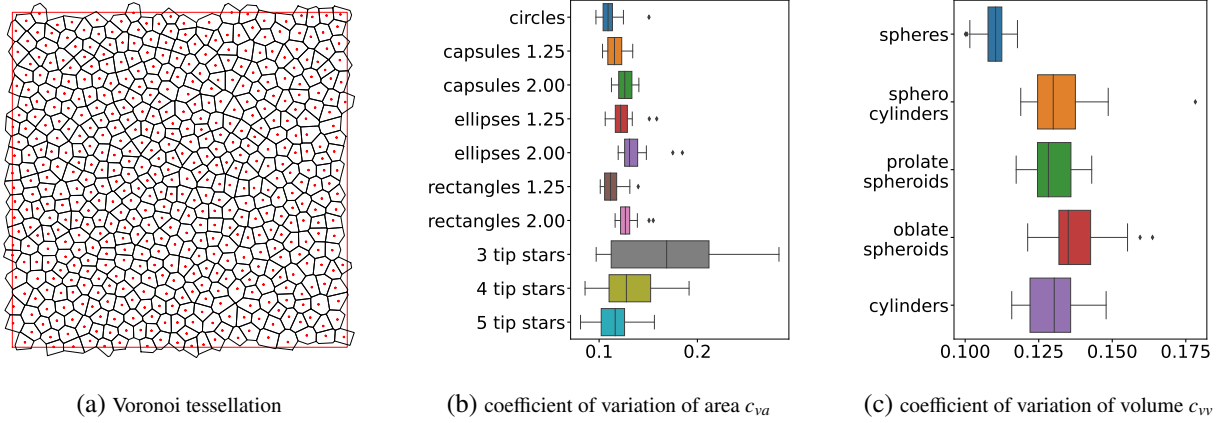 circles
capsules 1.25
capsules 2.00
ellipses 1.25
ellipses 2.00
rectangles 1.25
rectangles 2.00
3 tip stars
4 tip stars
5 tip stars
0.1 0.2
spheres
sphero
cylinders
prolate
spheroids
oblate
spheroids
cylinders
0.100 0.125 0.150 0.175
(a) Voronoi tessellation
(b) coefficient of variation of area cva
(c) coefficient of variation of volume cvv